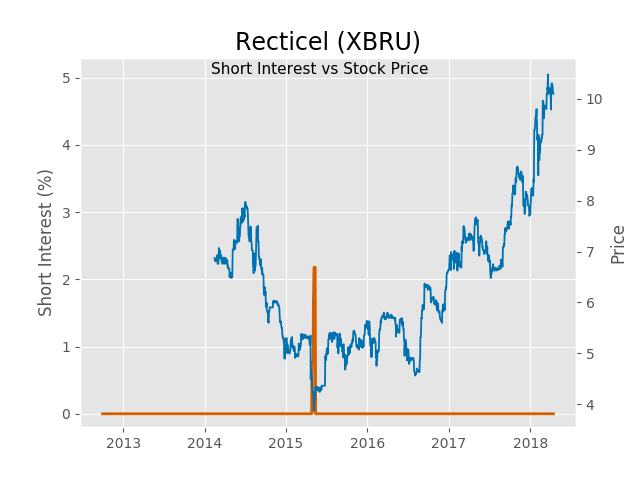 Recticel (XBRU)
Short Interest vs Stock Price
Short Interest (%)
5
4
3
2
1
0
10
9
8
7
6
5
4
Price
2013 2014 2015 2016 2017 2018